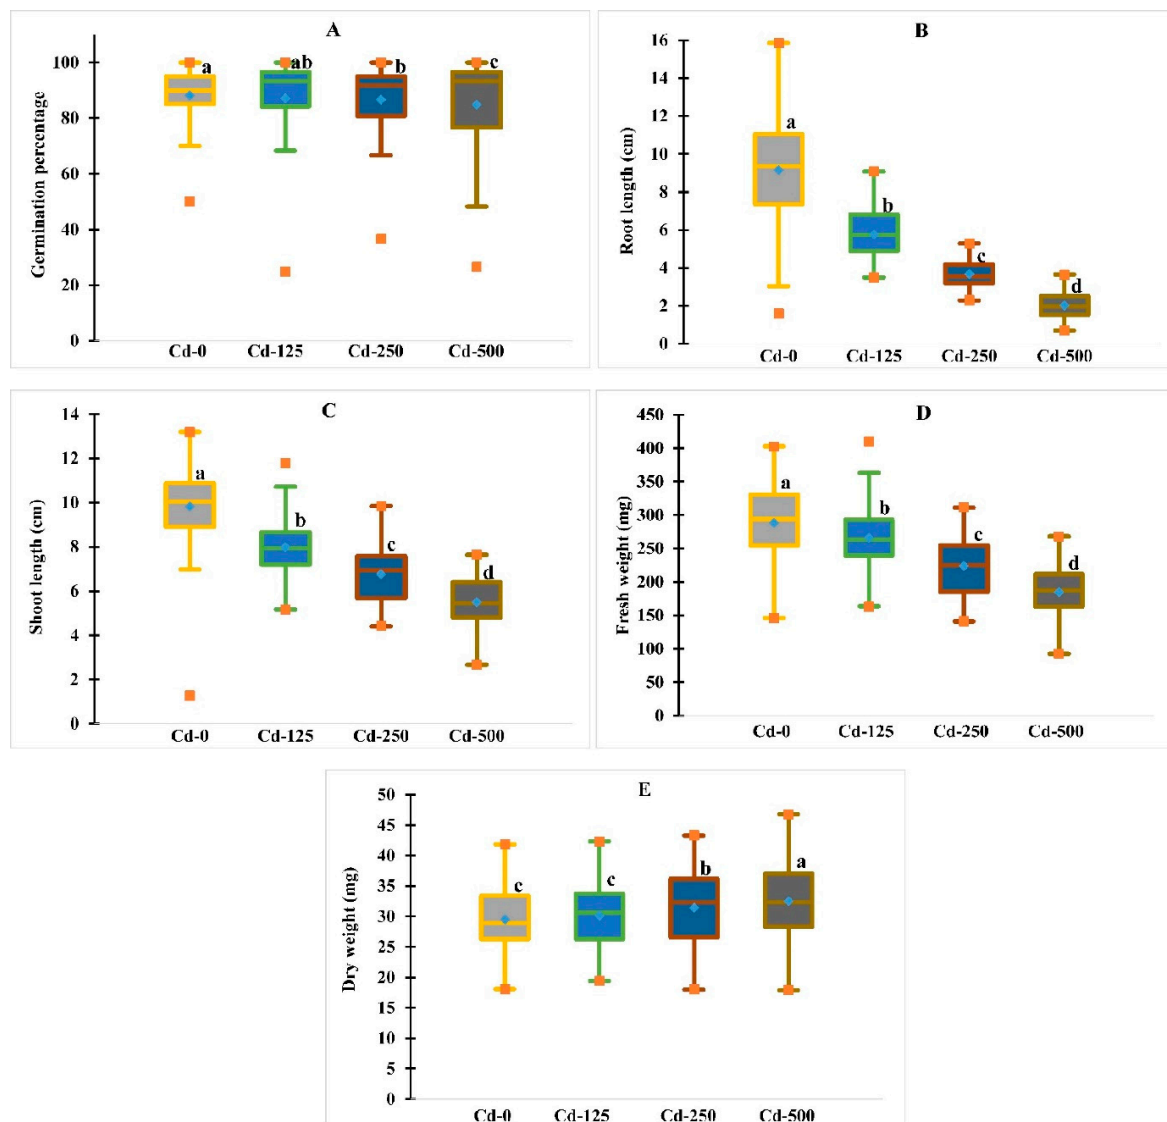 A
Germination percentage
100
80
60
40
20
0
a
ab
b
c
Cd-0 Cd-125 Cd-250 Cd-500
B
Root length (cm)
16
14
12
10
8
6
4
2
0
a
b
c
d
Cd-0 Cd-125 Cd-250 Cd-500
C
Shoot length (cm)
14
12
10
8
6
4
2
0
a
b
c
d
Cd-0 Cd-125 Cd-250 Cd-500
D
Fresh weight (mg)
450
400
350
300
250
200
150
100
50
0
a
b
c
d
Cd-0 Cd-125 Cd-250 Cd-500
E
Dry weight (mg)
50
45
40
35
30
25
20
15
10
5
0
c
c
b
a
Cd-0 Cd-125 Cd-250 Cd-500